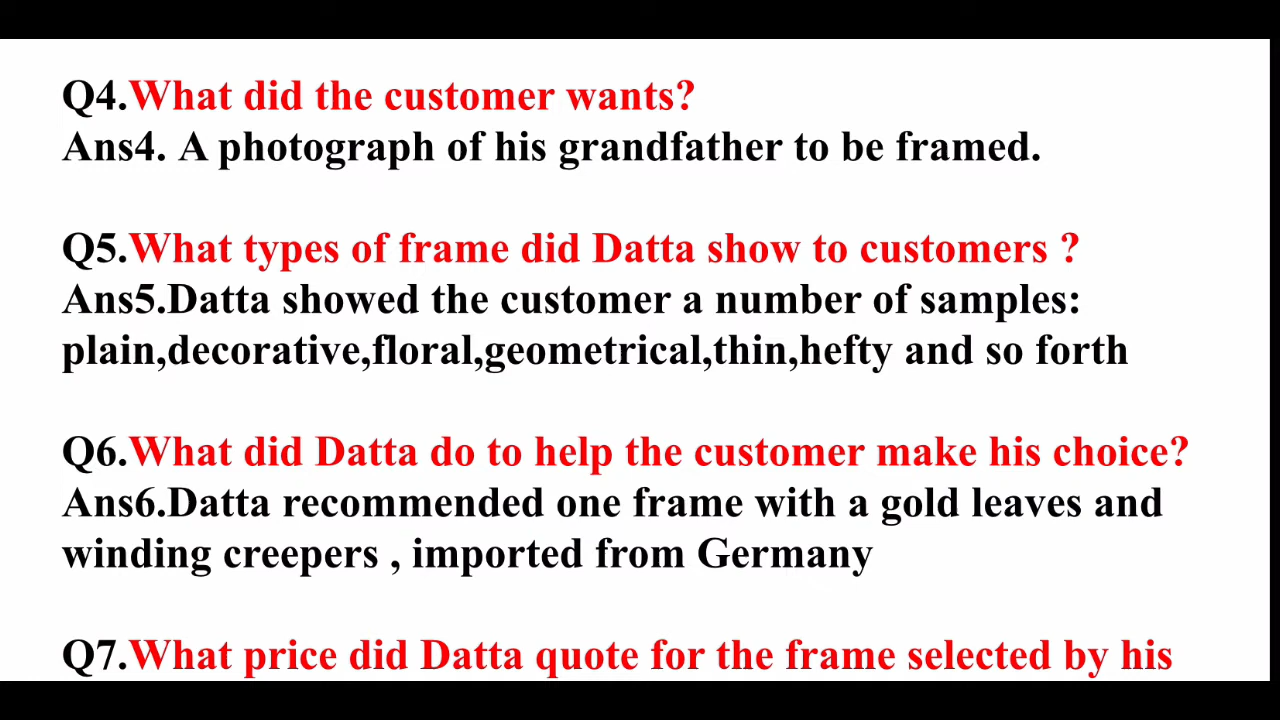 Q4.What did the customer wants?
Ans4. A photograph of his grandfather to be framed.
Q5.What types of frame did Datta show to customers ?
Ans5.Datta showed the customer a number of samples:
plain,decorative,floral,geometrical,thin,hefty and so forth
Q6.What did Datta do to help the customer make his choice?
Ans6.Datta recommended one frame with a gold leaves and
winding creepers , imported from Germany
Q7.What price did Datta quote for the frame selected by his